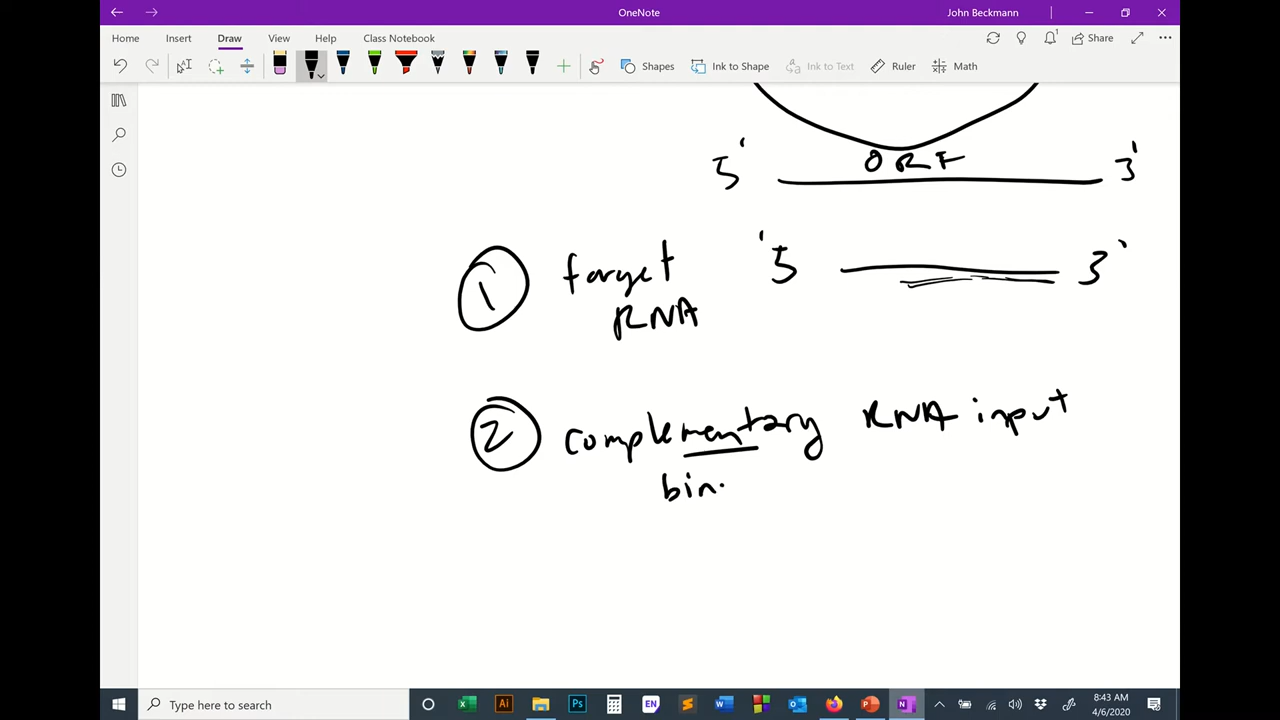 OneNote
John Beckmann
Home Insert Draw View Help Class Notebook
Share
Shapes Ink to Shape Ink to Text Ruler Math
ORF
5' 3'
① target '5 3'
RNA
② complementary RNA input
bin.
Type here to search
8:43 AM
4/6/2020